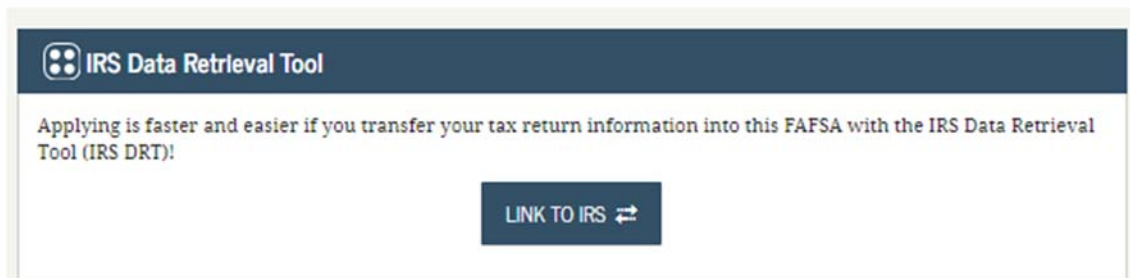 IRS Data Retrieval Tool
Applying is faster and easier if you transfer your tax return information into this FAFSA with the IRS Data Retrieval
Tool (IRS DRT)!
LINK TO IRS